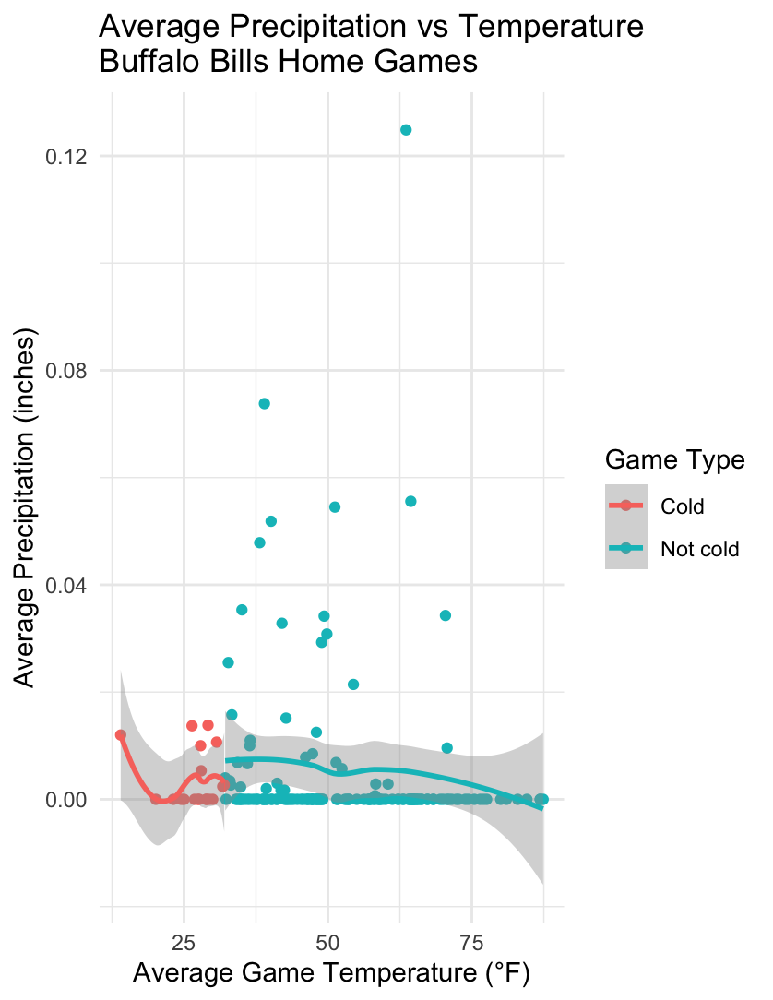 Average Precipitation vs Temperature
Buffalo Bills Home Games
0.12
0.08
0.04
0.00
Average Precipitation (inches)
25
50
75
Average Game Temperature (°F)
Game Type
Cold
Not cold